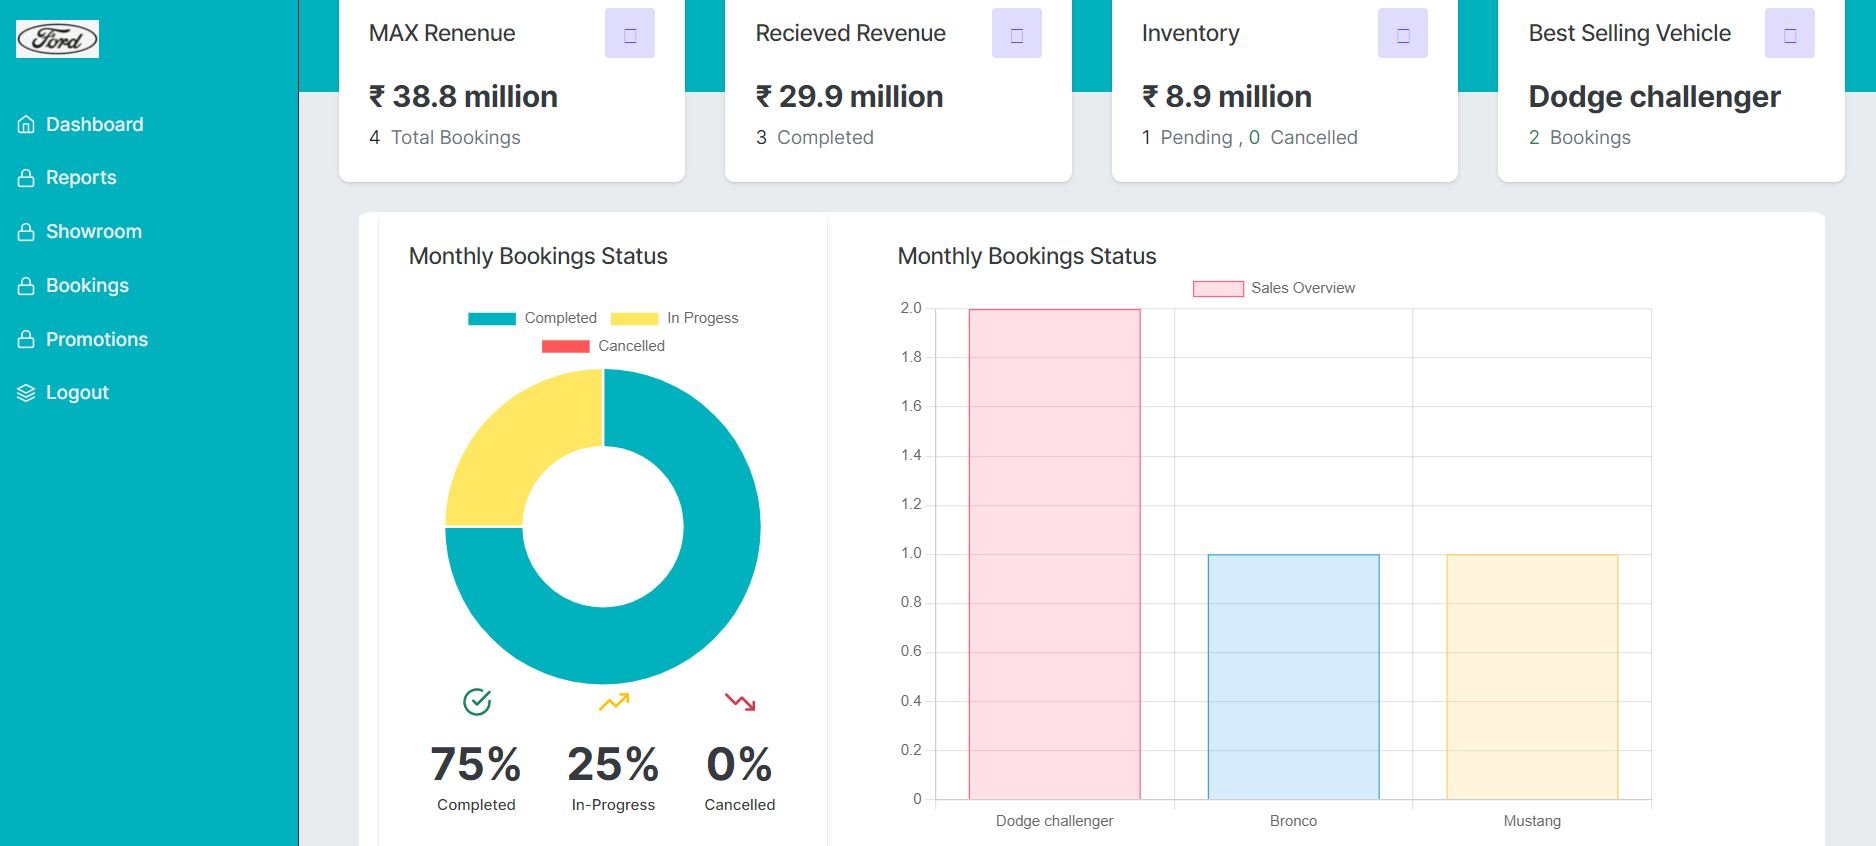 Ford
Dashboard
Reports
Showroom
Bookings
Promotions
Logout
MAX Renenue
₹ 38.8 million
4 Total Bookings
Recieved Revenue
₹ 29.9 million
3 Completed
Inventory
₹ 8.9 million
1 Pending , 0 Cancelled
Best Selling Vehicle
Dodge challenger
2 Bookings
Monthly Bookings Status
Completed In Progess
Cancelled
75% 25% 0%
Completed In-Progress Cancelled
Monthly Bookings Status
Sales Overview
2.0
1.8
1.6
1.4
1.2
1.0
0.8
0.6
0.4
0.2
0
Dodge challenger Bronco Mustang